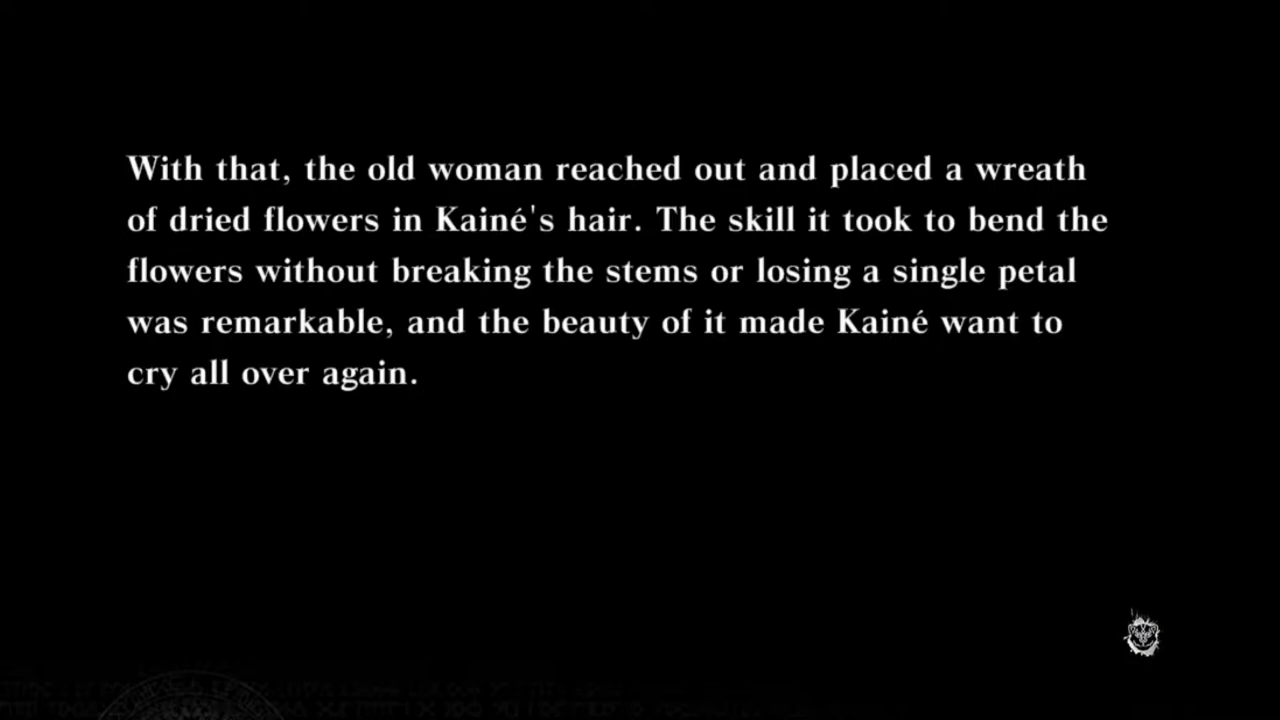 With that, the old woman reached out and placed a wreath
of dried flowers in Kainé's hair. The skill it took to bend the
flowers without breaking the stems or losing a single petal
was remarkable, and the beauty of it made Kainé want to
cry all over again.